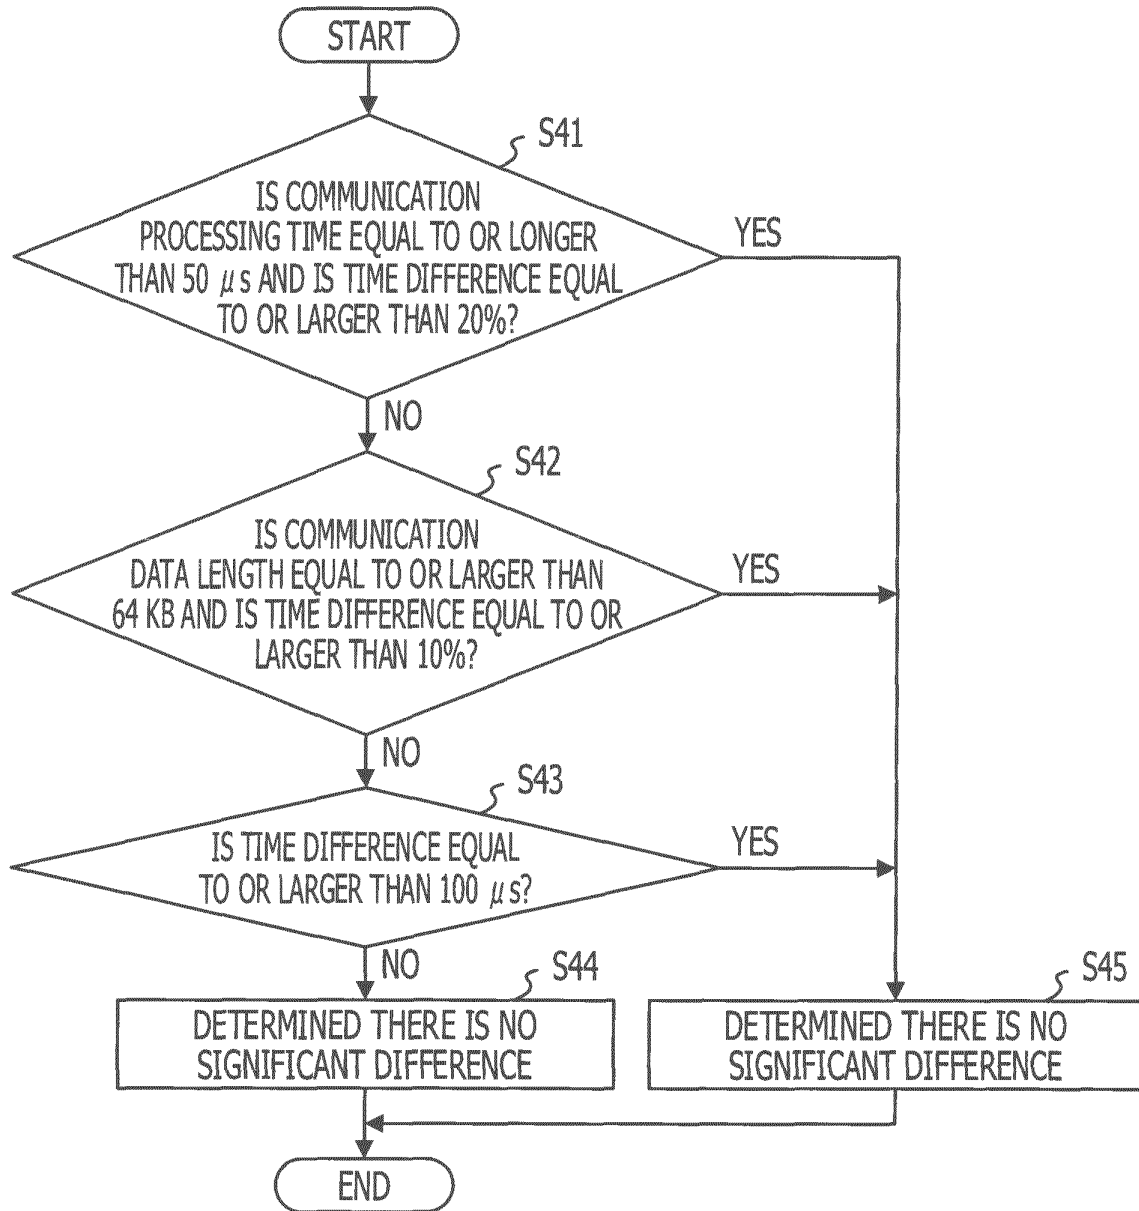 START
S41
IS COMMUNICATION
PROCESSING TIME EQUAL TO OR LONGER
THAN 50 μs AND IS TIME DIFFERENCE EQUAL
TO OR LARGER THAN 20%?
YES
NO
S42
IS COMMUNICATION
DATA LENGTH EQUAL TO OR LARGER THAN
64 KB AND IS TIME DIFFERENCE EQUAL TO OR
LARGER THAN 10%?
YES
NO
S43
IS TIME DIFFERENCE EQUAL
TO OR LARGER THAN 100 μs?
YES
NO
S44
DETERMINED THERE IS NO
SIGNIFICANT DIFFERENCE
S45
DETERMINED THERE IS NO
SIGNIFICANT DIFFERENCE
END